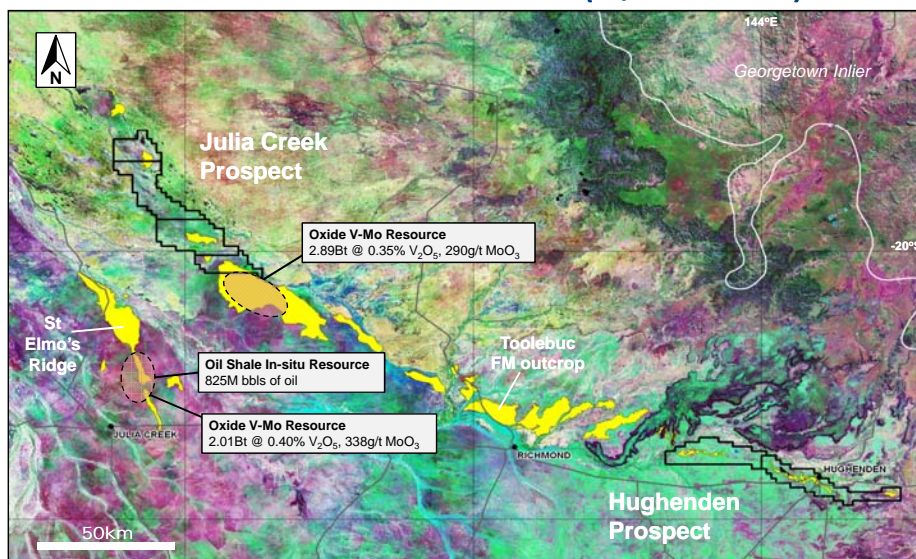 144ºE
Georgetown Inlier
N
Julia Creek
Prospect
Oxide V-Mo Resource
2.89Bt @ 0.35% V₂O₅, 290g/t MoO₃
-20º
St
Elmo's
Ridge
Toolebuc
FM outcrop
Oil Shale In-situ Resource
825M bbls of oil
Oxide V-Mo Resource
2.01Bt @ 0.40% V₂O₅, 338g/t MoO₃
JULIA CREEK
RICHMOND
HUGHENDEN
Hughenden
Prospect
50km